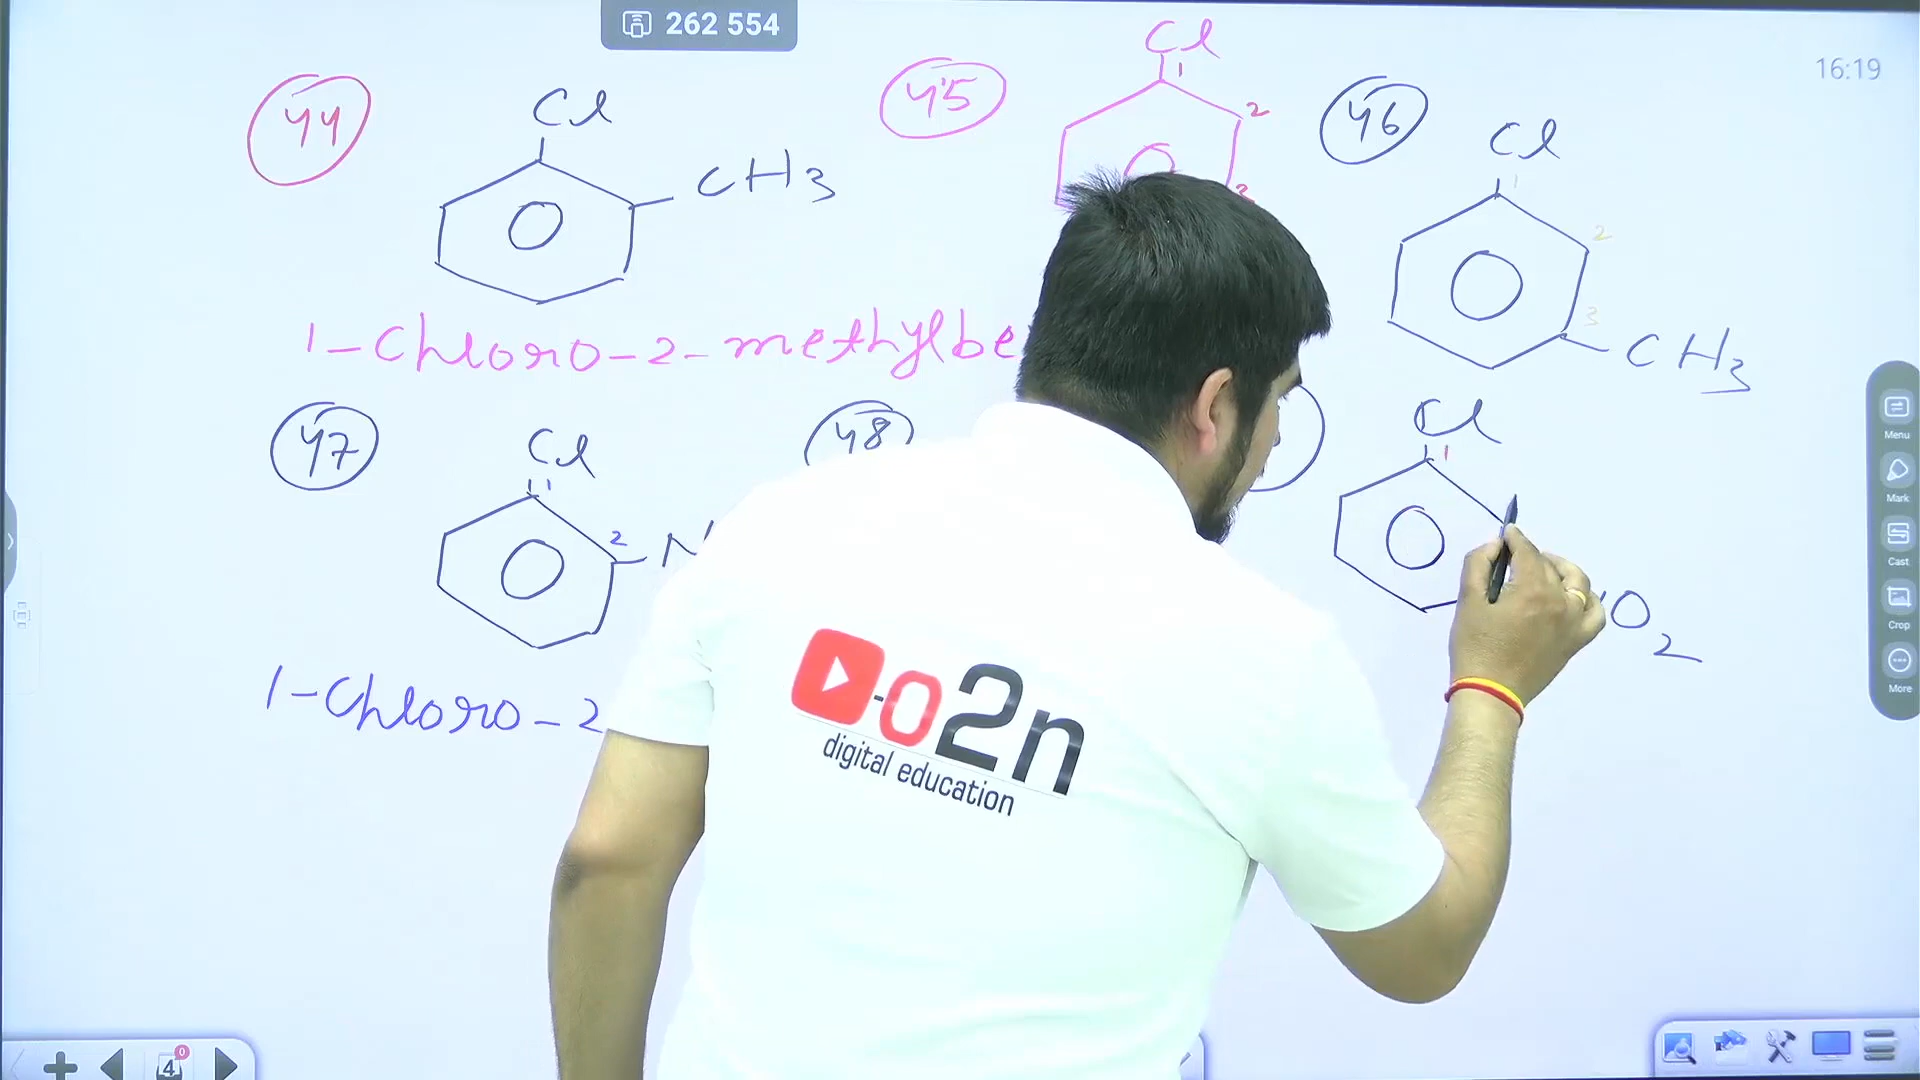 262 554
16:19
44
Cl
CH3
1-Chloro-2-methylbe
45
Cl
1
2
3
46
Cl
1
2
3
CH3
47
Cl
1
2
N
1-Chloro-2
48
Cl
1
O2
-o2n
digital education
Menu
Mark
Cast
Crop
More
4
0